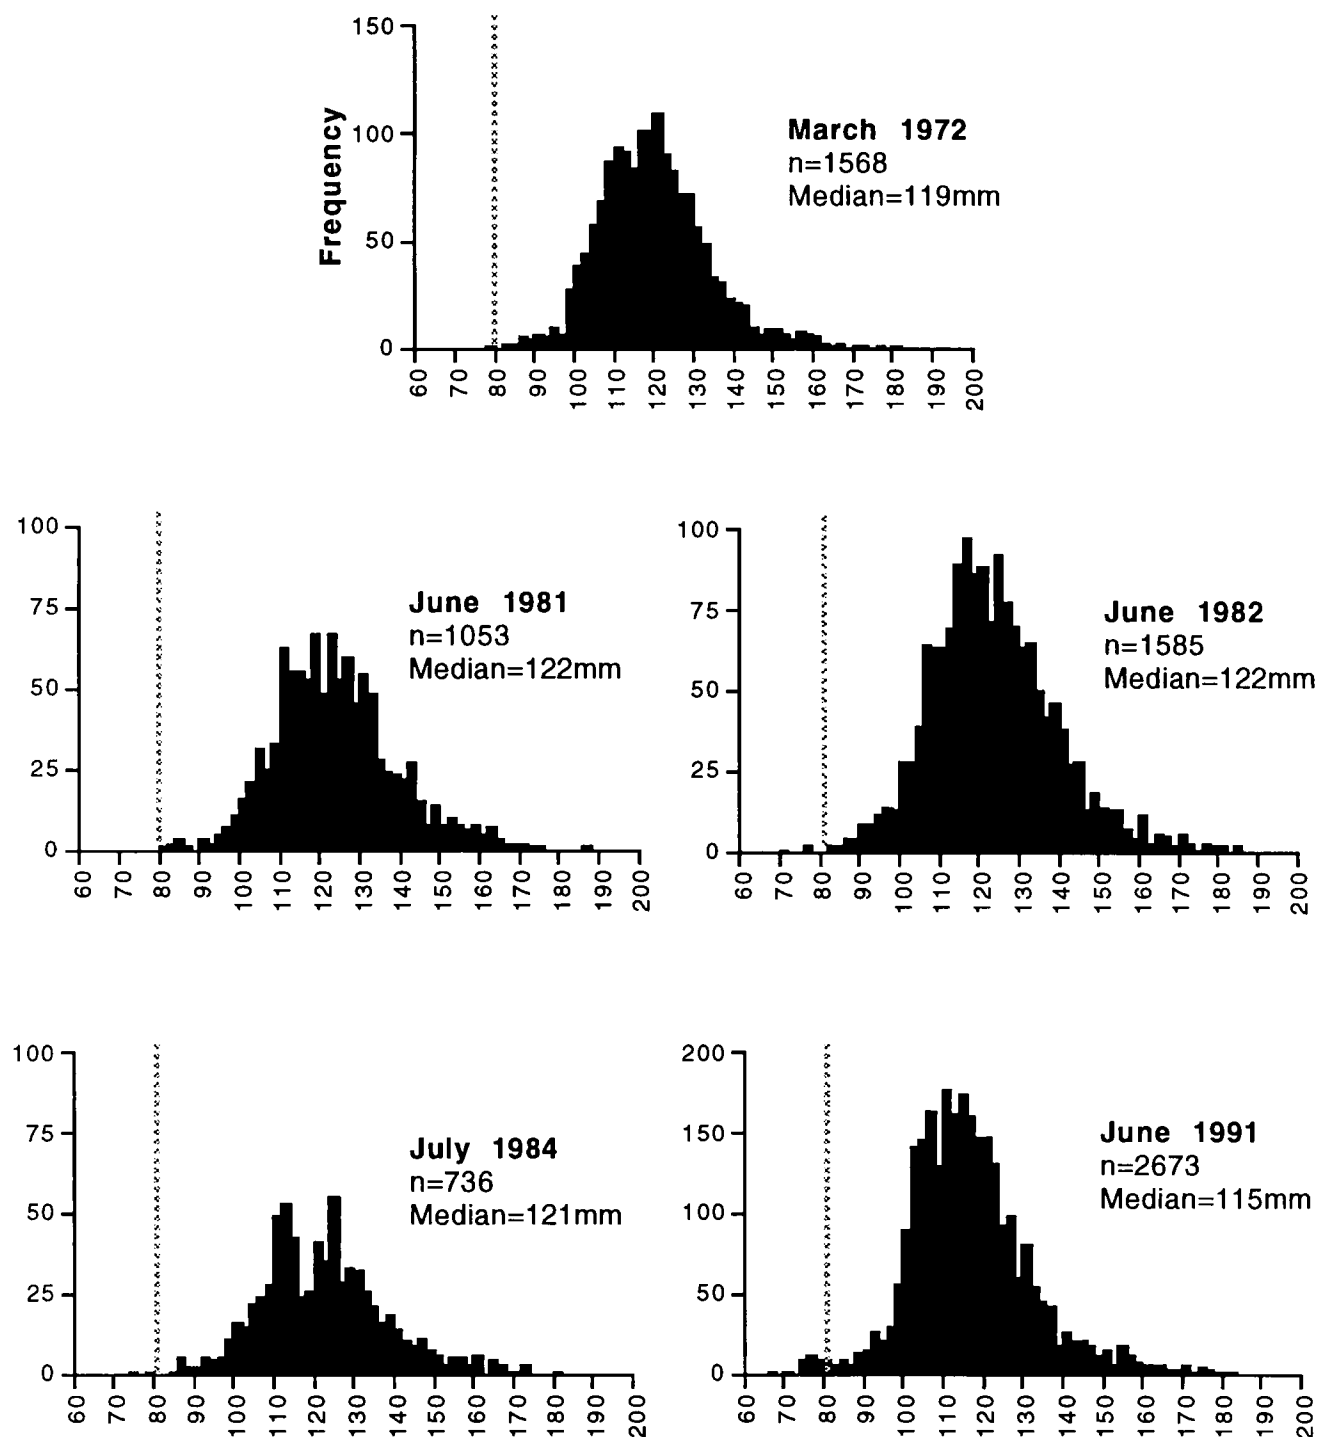 150
100
50
0
Frequency
March 1972
n=1568
Median=119mm
60 70 80 90 100 110 120 130 140 150 160 170 180 190 200
100
75
50
25
0
June 1981
n=1053
Median=122mm
60 70 80 90 100 110 120 130 140 150 160 170 180 190 200
100
75
50
25
0
June 1982
n=1585
Median=122mm
60 70 80 90 100 110 120 130 140 150 160 170 180 190 200
100
75
50
25
0
July 1984
n=736
Median=121mm
60 70 80 90 100 110 120 130 140 150 160 170 180 190 200
200
150
100
50
0
June 1991
n=2673
Median=115mm
60 70 80 90 100 110 120 130 140 150 160 170 180 190 200